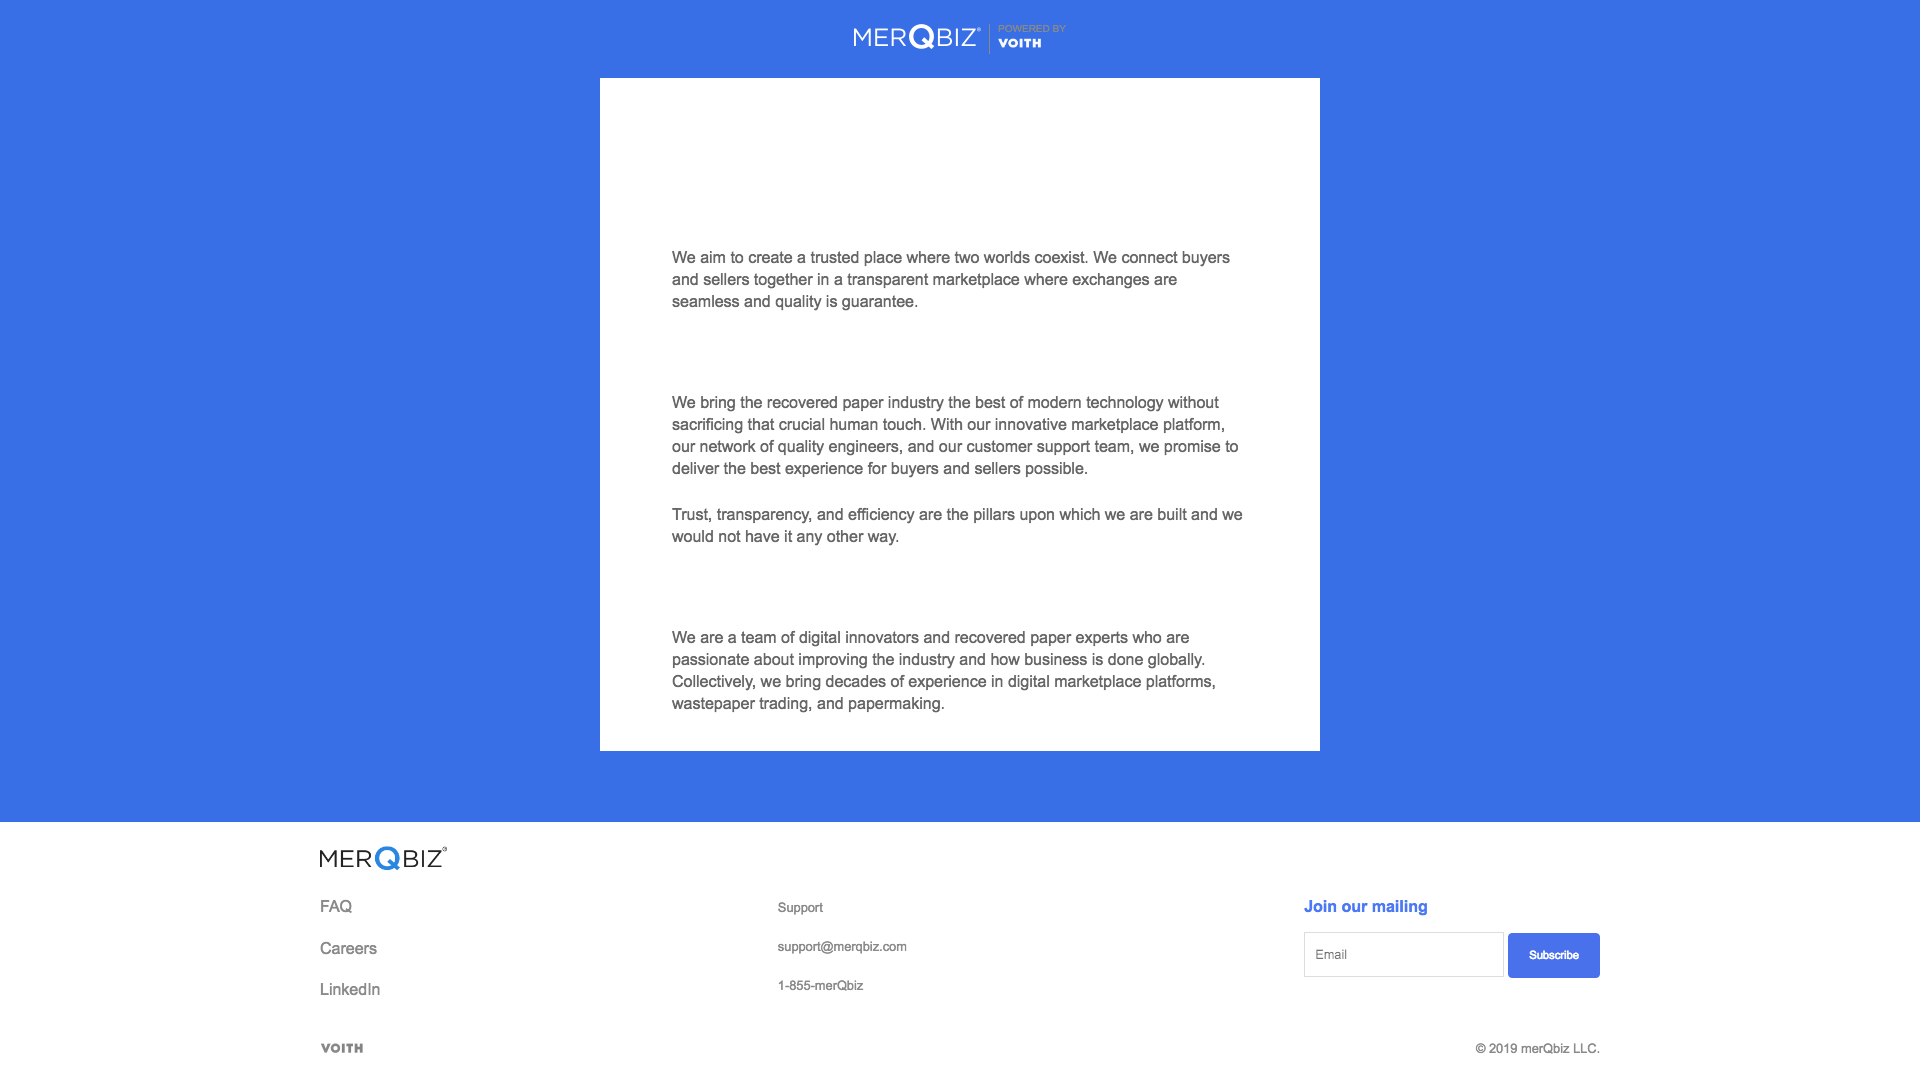 MERQBIZ® POWERED BY
VOITH
We aim to create a trusted place where two worlds coexist. We connect buyers
and sellers together in a transparent marketplace where exchanges are
seamless and quality is guarantee.
We bring the recovered paper industry the best of modern technology without
sacrificing that crucial human touch. With our innovative marketplace platform,
our network of quality engineers, and our customer support team, we promise to
deliver the best experience for buyers and sellers possible.
Trust, transparency, and efficiency are the pillars upon which we are built and we
would not have it any other way.
We are a team of digital innovators and recovered paper experts who are
passionate about improving the industry and how business is done globally.
Collectively, we bring decades of experience in digital marketplace platforms,
wastepaper trading, and papermaking.
MERQBIZ®
FAQ
Careers
LinkedIn
Support
support@merqbiz.com
1-855-merQbiz
Join our mailing
Email Subscribe
VOITH
© 2019 merQbiz LLC.